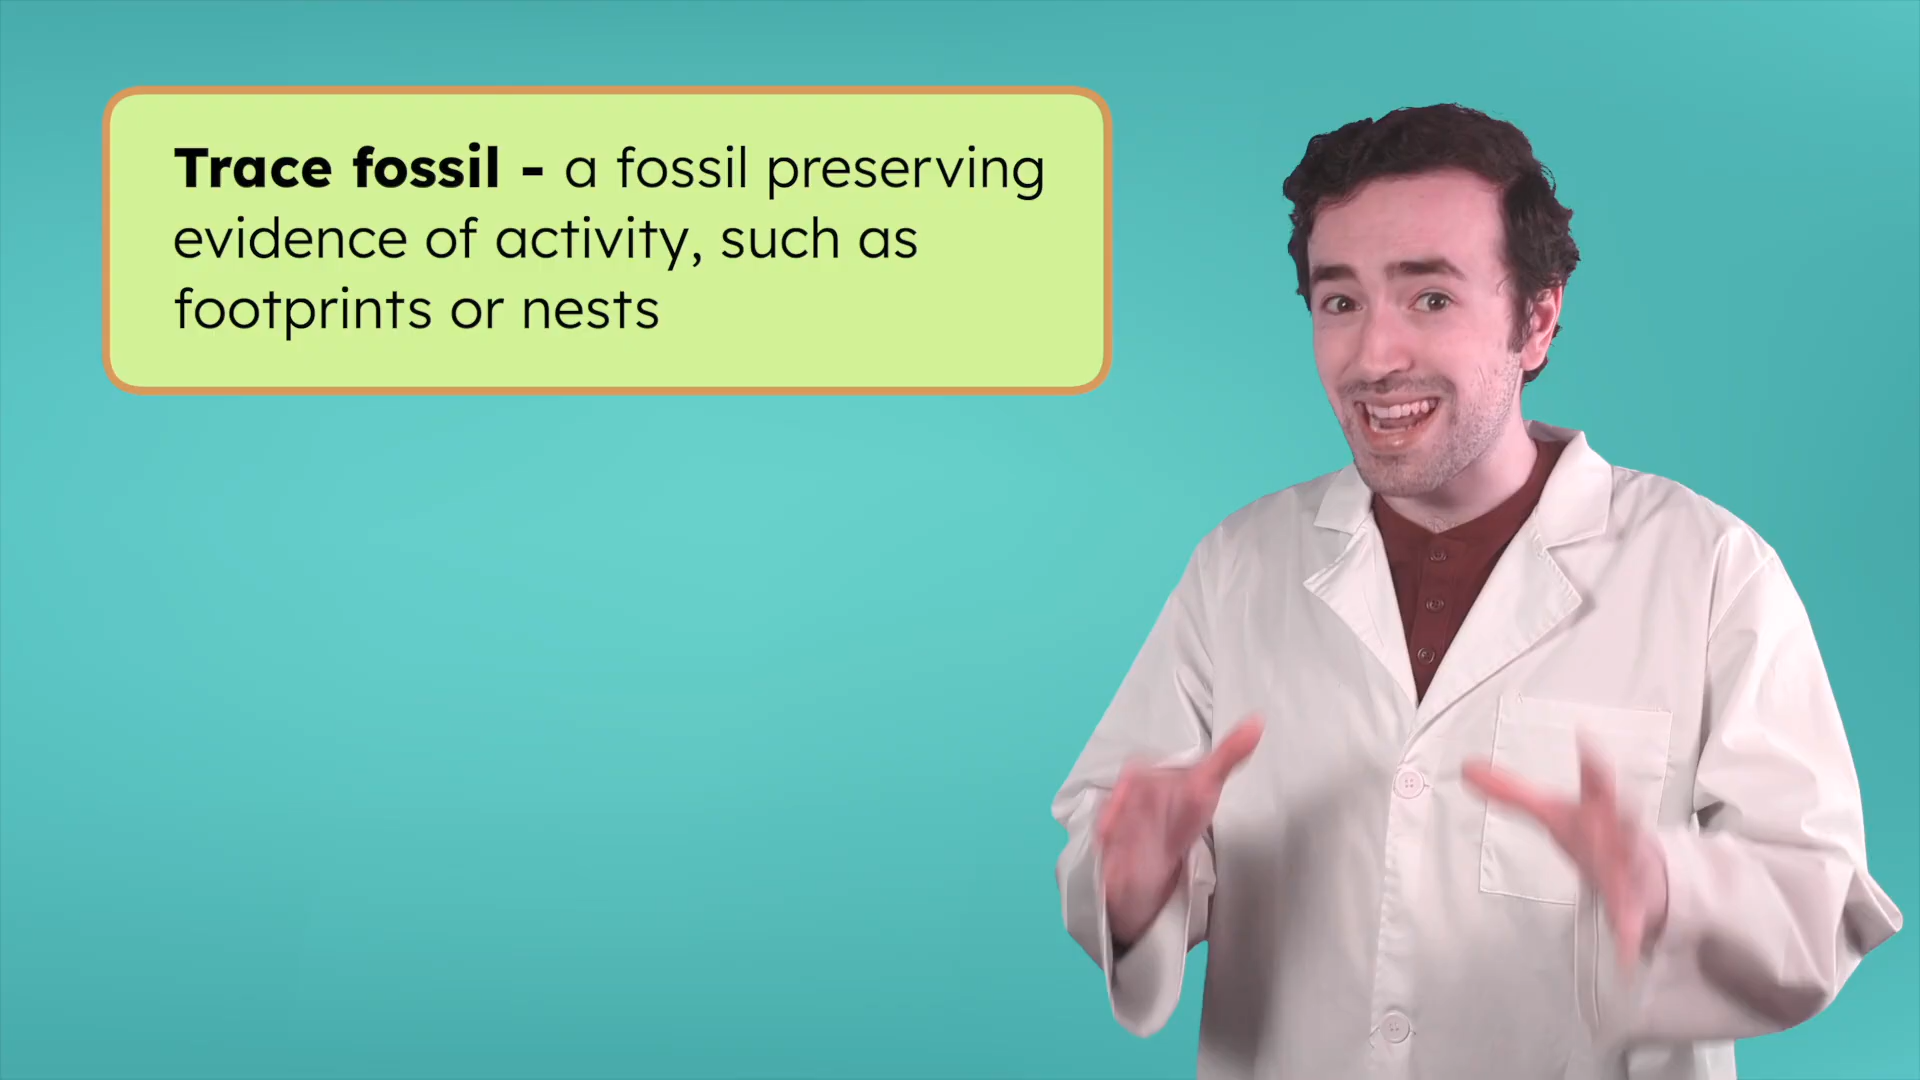 Trace fossil - a fossil preserving
evidence of activity, such as
footprints or nests